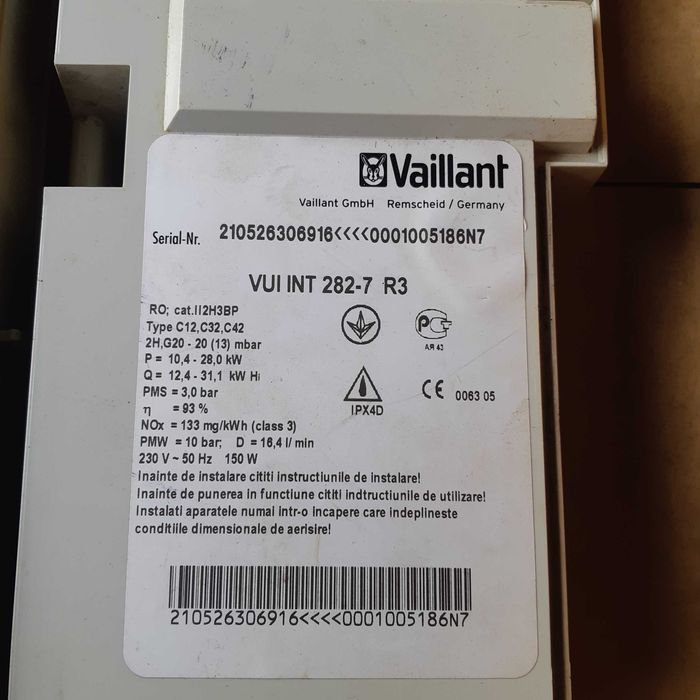 Vaillant
Vaillant GmbH Remscheid / Germany
Serial-Nr. 210526306916<<<<0001005186N7
VUI INT 282-7 R3
RO; cat.II2H3BP
Type C12,C32,C42
2H,G20 - 20 (13) mbar
P = 10,4 - 28,0 kW
Q = 12,4 - 31,1 kW Hi
PMS = 3,0 bar
η = 93 %
NOx = 133 mg/kWh (class 3)
PMW = 10 bar; D = 16,4 l/ min
230 V ~ 50 Hz 150 W
РСТ
АЯ 43
IPX4D
CE 0063 05
Inainte de instalare cititi instructiunile de instalare!
Inainte de punerea in functiune cititi indtructiunile de utilizare!
Instalati aparatele numai intr-o incapere care indeplineste
conditiile dimensionale de aerisire!
210526306916<<<<0001005186N7